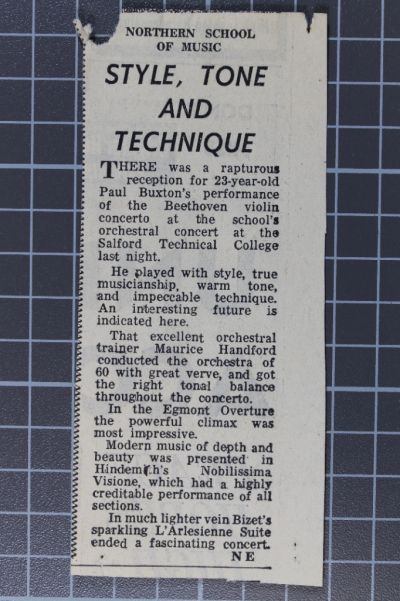 NORTHERN SCHOOL
OF MUSIC
STYLE, TONE
AND
TECHNIQUE
THERE was a rapturous
reception for 23-year-old
Paul Buxton's performance
of the Beethoven violin
concerto at the school's
orchestral concert at the
Salford Technical College
last night.
He played with style, true
musicianship, warm tone,
and impeccable technique.
An interesting future is
indicated here.
That excellent orchestral
trainer Maurice Handford
conducted the orchestra of
60 with great verve, and got
the right tonal balance
throughout the concerto.
In the Egmont Overture
the powerful climax was
most impressive.
Modern music of depth and
beauty was presented in
Hindemith's Nobilissima
Visione, which had a highly
creditable performance of all
sections.
In much lighter vein Bizet's
sparkling L'Arlesienne Suite
ended a fascinating concert.
N E